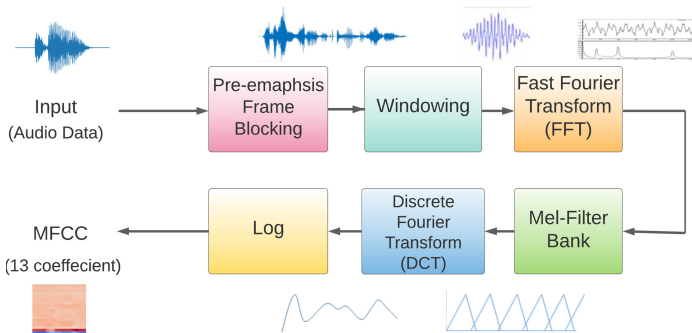 Input
(Audio Data)
Pre-emaphsis
Frame
Blocking
Windowing
Fast Fourier
Transform
(FFT)
Mel-Filter
Bank
Discrete
Fourier
Transform
(DCT)
Log
MFCC
(13 coeffecient)